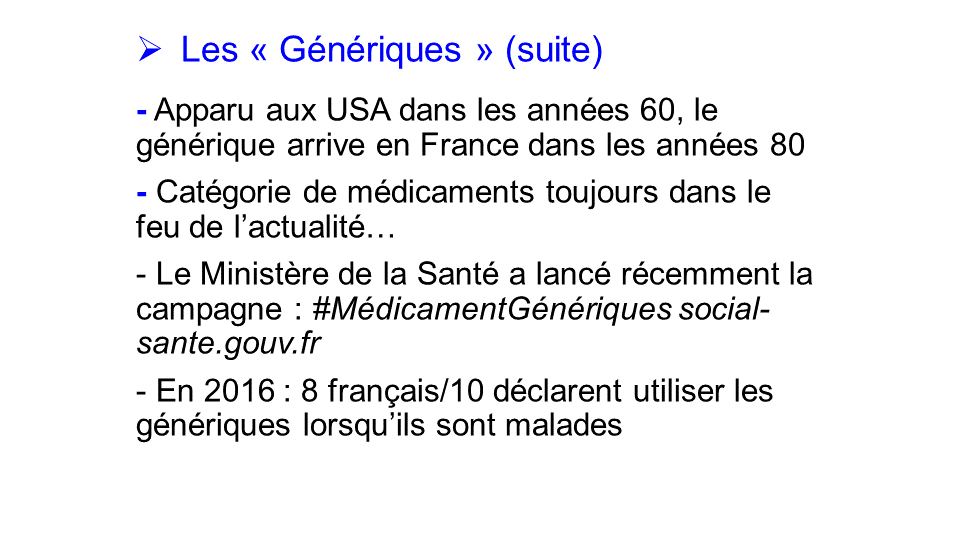 ➢ Les « Génériques » (suite)
- Apparu aux USA dans les années 60, le
générique arrive en France dans les années 80
- Catégorie de médicaments toujours dans le
feu de l’actualité…
- Le Ministère de la Santé a lancé récemment la
campagne : #MédicamentGénériques social-
sante.gouv.fr
- En 2016 : 8 français/10 déclarent utiliser les
génériques lorsqu’ils sont malades